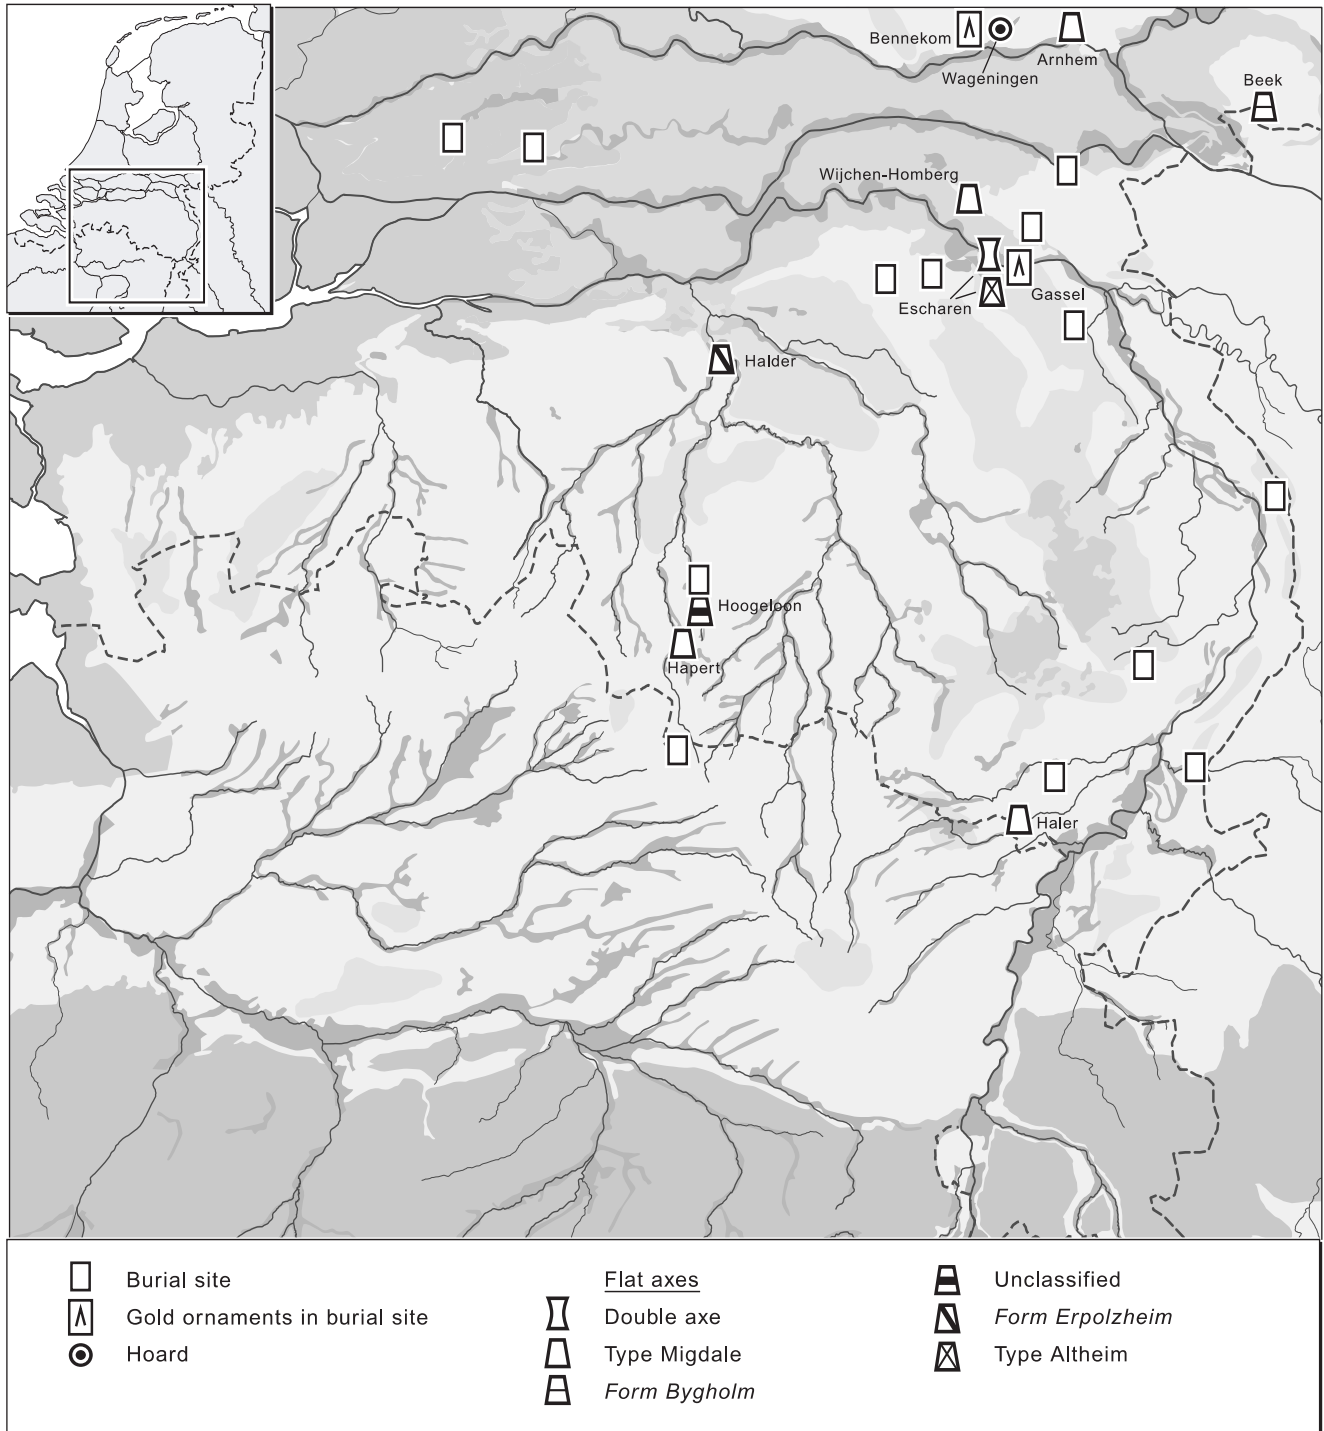 Bennekom
Wageningen
Arnhem
Beek
Wijchen-Homberg
Escharen
Gassel
Halder
Hoogeloon
Hapert
Haler
Burial site
Gold ornaments in burial site
Hoard
Flat axes
Double axe
Type Migdale
Form Bygholm
Unclassified
Form Erpolzheim
Type Altheim